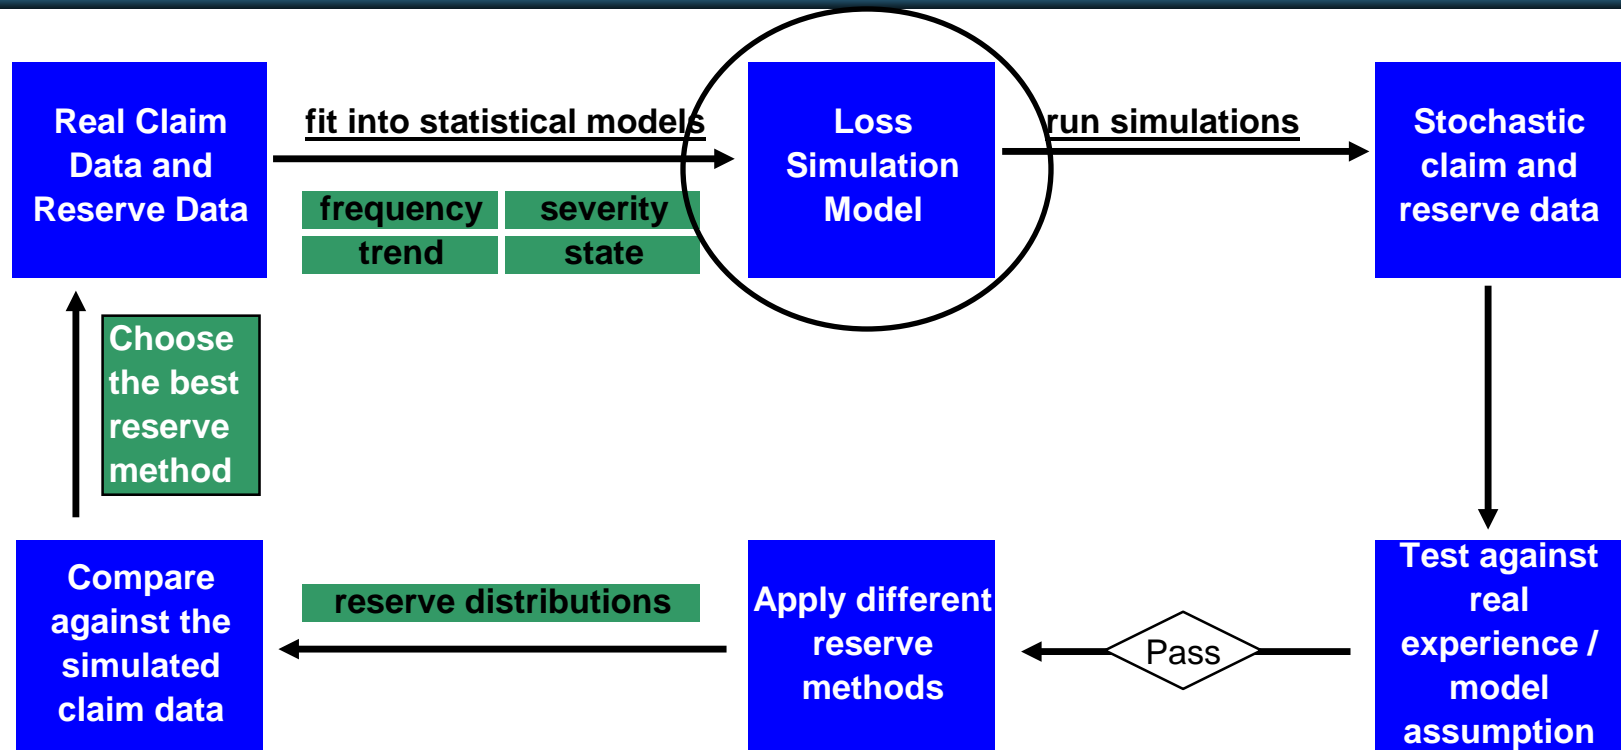 Real Claim
Data and
Reserve Data
fit into statistical models
frequency
severity
trend
state
Loss
Simulation
Model
run simulations
Stochastic
claim and
reserve data
Choose
the best
reserve
method
Compare
against the
simulated
claim data
reserve distributions
Apply different
reserve
methods
Pass
Test against
real
experience /
model
assumption